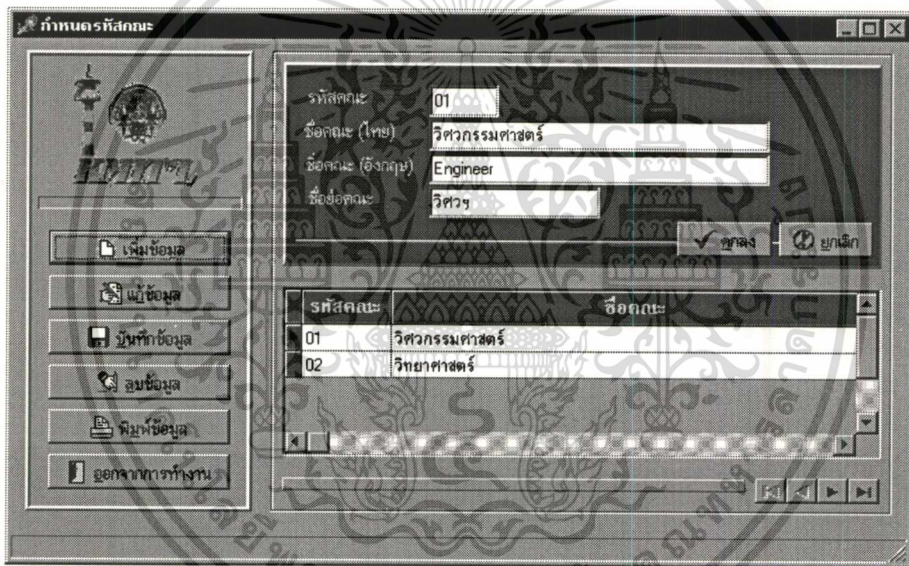 กำหนดรหัสคณะ
รหัสคณะ 01
ชื่อคณะ (ไทย) วิศวกรรมศาสตร์
ชื่อคณะ (อังกฤษ) Engineer
ชื่อย่อคณะ วิศวฯ
ตกลง ยกเลิก
เพิ่มข้อมูล
แก้ข้อมูล
บันทึกข้อมูล
ลบข้อมูล
พิมพ์ข้อมูล
ออกจากการทำงาน
รหัสคณะ ชื่อคณะ
01 วิศวกรรมศาสตร์
02 วิทยาศาสตร์